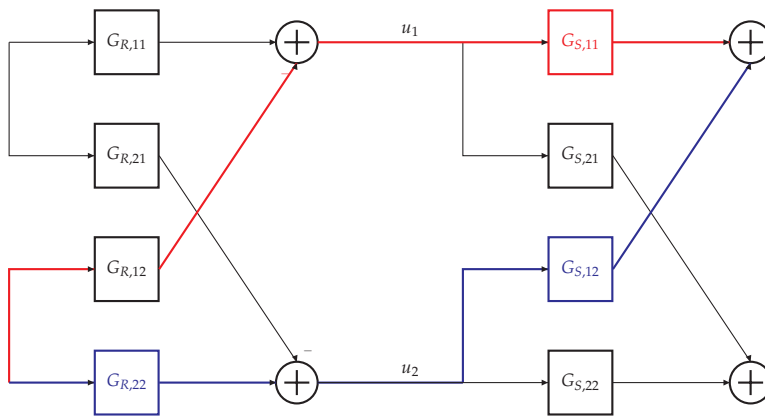 G_{R,11}
+
u_1
G_{S,11}
+
−
G_{R,21}
G_{S,21}
G_{R,12}
G_{S,12}
−
G_{R,22}
+
u_2
G_{S,22}
+